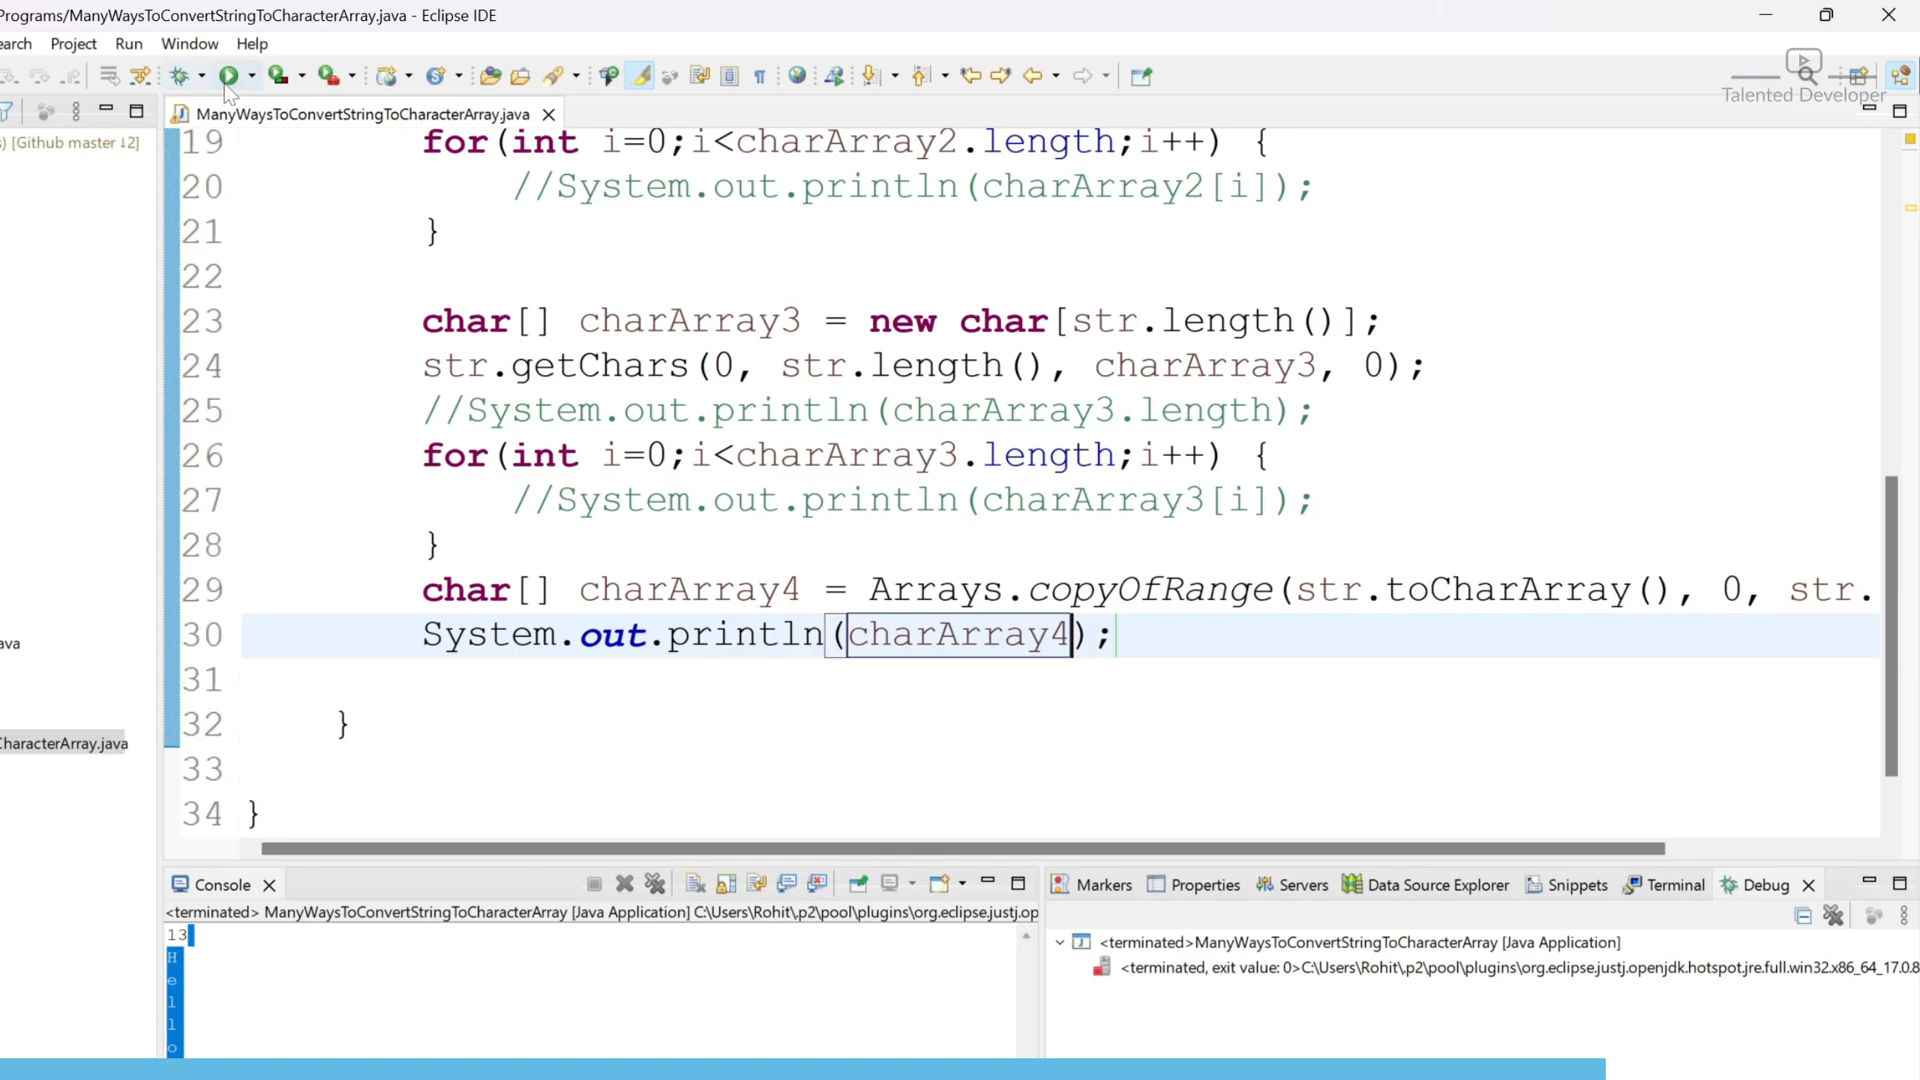 Programs/ManyWaysToConvertStringToCharacterArray.java - Eclipse IDE
earch Project Run Window Help
Talented Developer
ManyWaysToConvertStringToCharacterArray.java
) [Github master ↓2]
19 for(int i=0;i<charArray2.length;i++) {
20 //System.out.println(charArray2[i]);
21 }
22
23 char[] charArray3 = new char[str.length()];
24 str.getChars(0, str.length(), charArray3, 0);
25 //System.out.println(charArray3.length);
26 for(int i=0;i<charArray3.length;i++) {
27 //System.out.println(charArray3[i]);
28 }
29 char[] charArray4 = Arrays.copyOfRange(str.toCharArray(), 0, str.
30 System.out.println(charArray4);
31
32 }
33
34 }
ava
CharacterArray.java
Console
<terminated> ManyWaysToConvertStringToCharacterArray [Java Application] C:\Users\Rohit\.p2\pool\plugins\org.eclipse.justj.op
13
H
e
l
l
o
Markers Properties Servers Data Source Explorer Snippets Terminal Debug
<terminated>ManyWaysToConvertStringToCharacterArray [Java Application]
<terminated, exit value: 0>C:\Users\Rohit\.p2\pool\plugins\org.eclipse.justj.openjdk.hotspot.jre.full.win32.x86_64_17.0.8